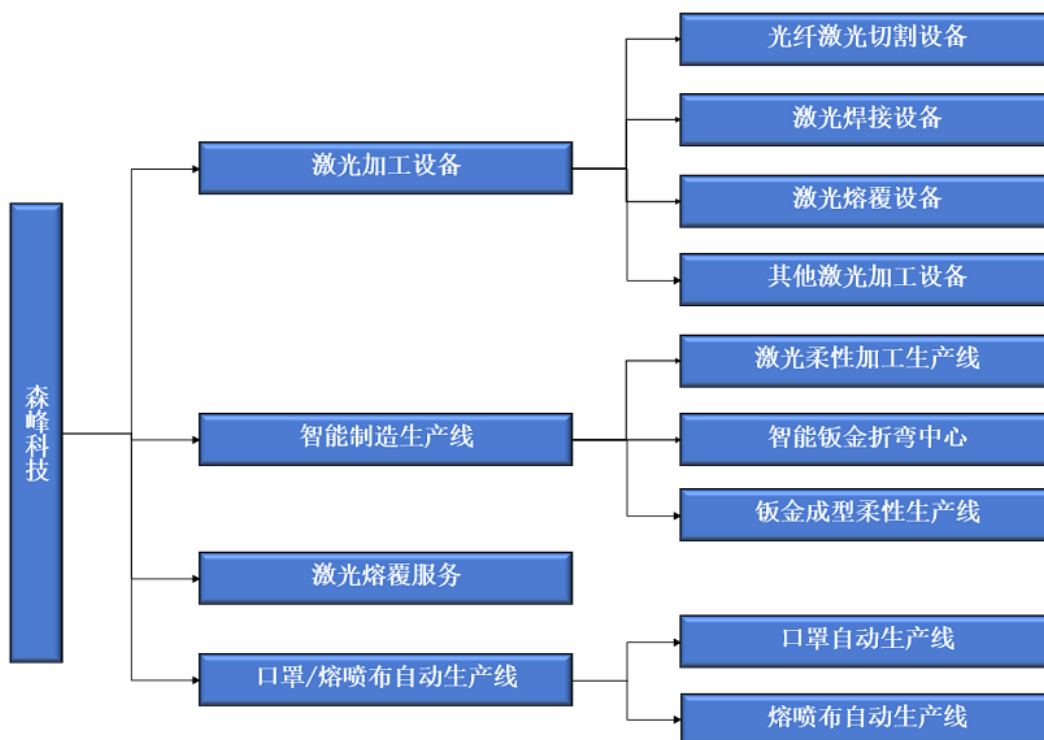 森峰科技
激光加工设备
光纤激光切割设备
激光焊接设备
激光熔覆设备
其他激光加工设备
智能制造生产线
激光柔性加工生产线
智能钣金折弯中心
钣金成型柔性生产线
激光熔覆服务
口罩/熔喷布自动生产线
口罩自动生产线
熔喷布自动生产线